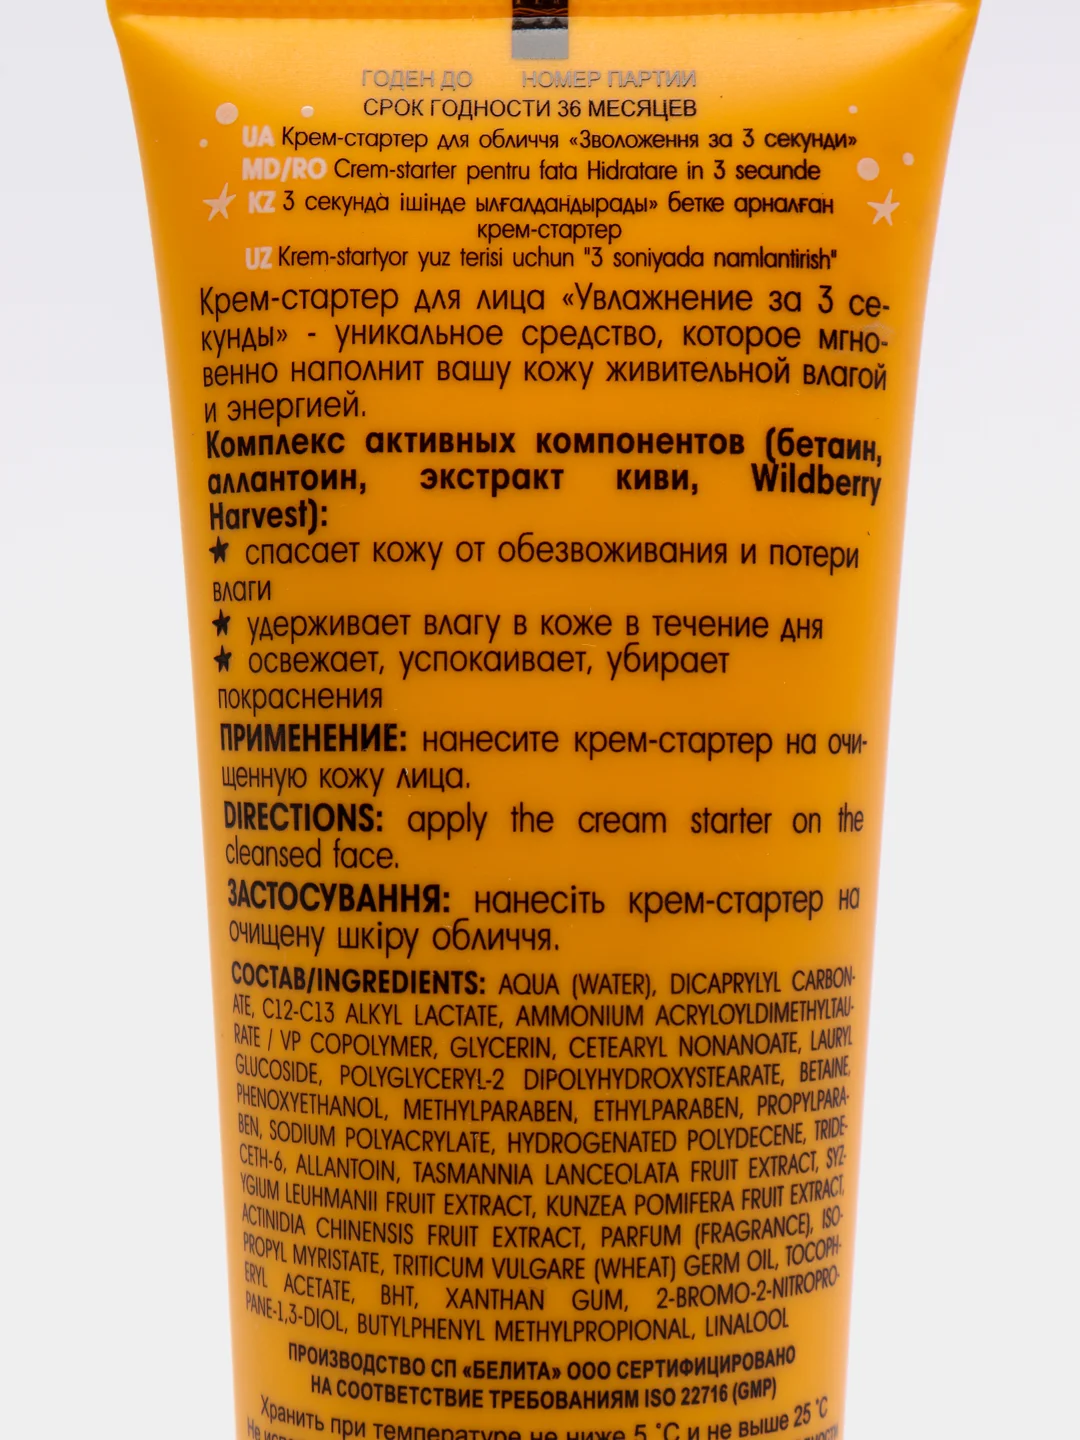 ГОДЕН ДО НОМЕР ПАРТИИ
СРОК ГОДНОСТИ 36 МЕСЯЦЕВ
UA Крем-стартер для обличчя «Зволоження за 3 секунди»
MD/RO Crem-starter pentru fata Hidratare in 3 secunde
KZ 3 секунда ішінде ылғалдандырады» бетке арналған
крем-стартер
UZ Krem-startyor yuz terisi uchun "3 soniyada namlantirish"
Крем-стартер для лица «Увлажнение за 3 се-
кунды» - уникальное средство, которое мгно-
венно наполнит вашу кожу живительной влагой
и энергией.
Комплекс активных компонентов (бетаин,
аллантоин, экстракт киви, Wildberry
Harvest):
★ спасает кожу от обезвоживания и потери
влаги
★ удерживает влагу в коже в течение дня
★ освежает, успокаивает, убирает
покраснения
ПРИМЕНЕНИЕ: нанесите крем-стартер на очи-
щенную кожу лица.
DIRECTIONS: apply the cream starter on the
cleansed face.
ЗАСТОСУВАННЯ: нанесіть крем-стартер на
очищену шкіру обличчя.
СОСТАВ/INGREDIENTS: AQUA (WATER), DICAPRYLYL CARBON-
ATE, C12-C13 ALKYL LACTATE, AMMONIUM ACRYLOYLDIMETHYLTAU-
RATE / VP COPOLYMER, GLYCERIN, CETEARYL NONANOATE, LAURYL
GLUCOSIDE, POLYGLYCERYL-2 DIPOLYHYDROXYSTEARATE, BETAINE,
PHENOXYETHANOL, METHYLPARABEN, ETHYLPARABEN, PROPYLPARA-
BEN, SODIUM POLYACRYLATE, HYDROGENATED POLYDECENE, TRIDE-
CETH-6, ALLANTOIN, TASMANNIA LANCEOLATA FRUIT EXTRACT, SYZ-
YGIUM LEUHMANII FRUIT EXTRACT, KUNZEA POMIFERA FRUIT EXTRACT,
ACTINIDIA CHINENSIS FRUIT EXTRACT, PARFUM (FRAGRANCE), ISO-
PROPYL MYRISTATE, TRITICUM VULGARE (WHEAT) GERM OIL, TOCOPH-
ERYL ACETATE, BHT, XANTHAN GUM, 2-BROMO-2-NITROPRO-
PANE-1,3-DIOL, BUTYLPHENYL METHYLPROPIONAL, LINALOOL
ПРОИЗВОДСТВО СП «БЕЛИТА» ООО СЕРТИФИЦИРОВАНО
НА СООТВЕТСТВИЕ ТРЕБОВАНИЯМ ISO 22716 (GMP)
Хранить при температуре не ниже 5 °С и не выше 25 °С